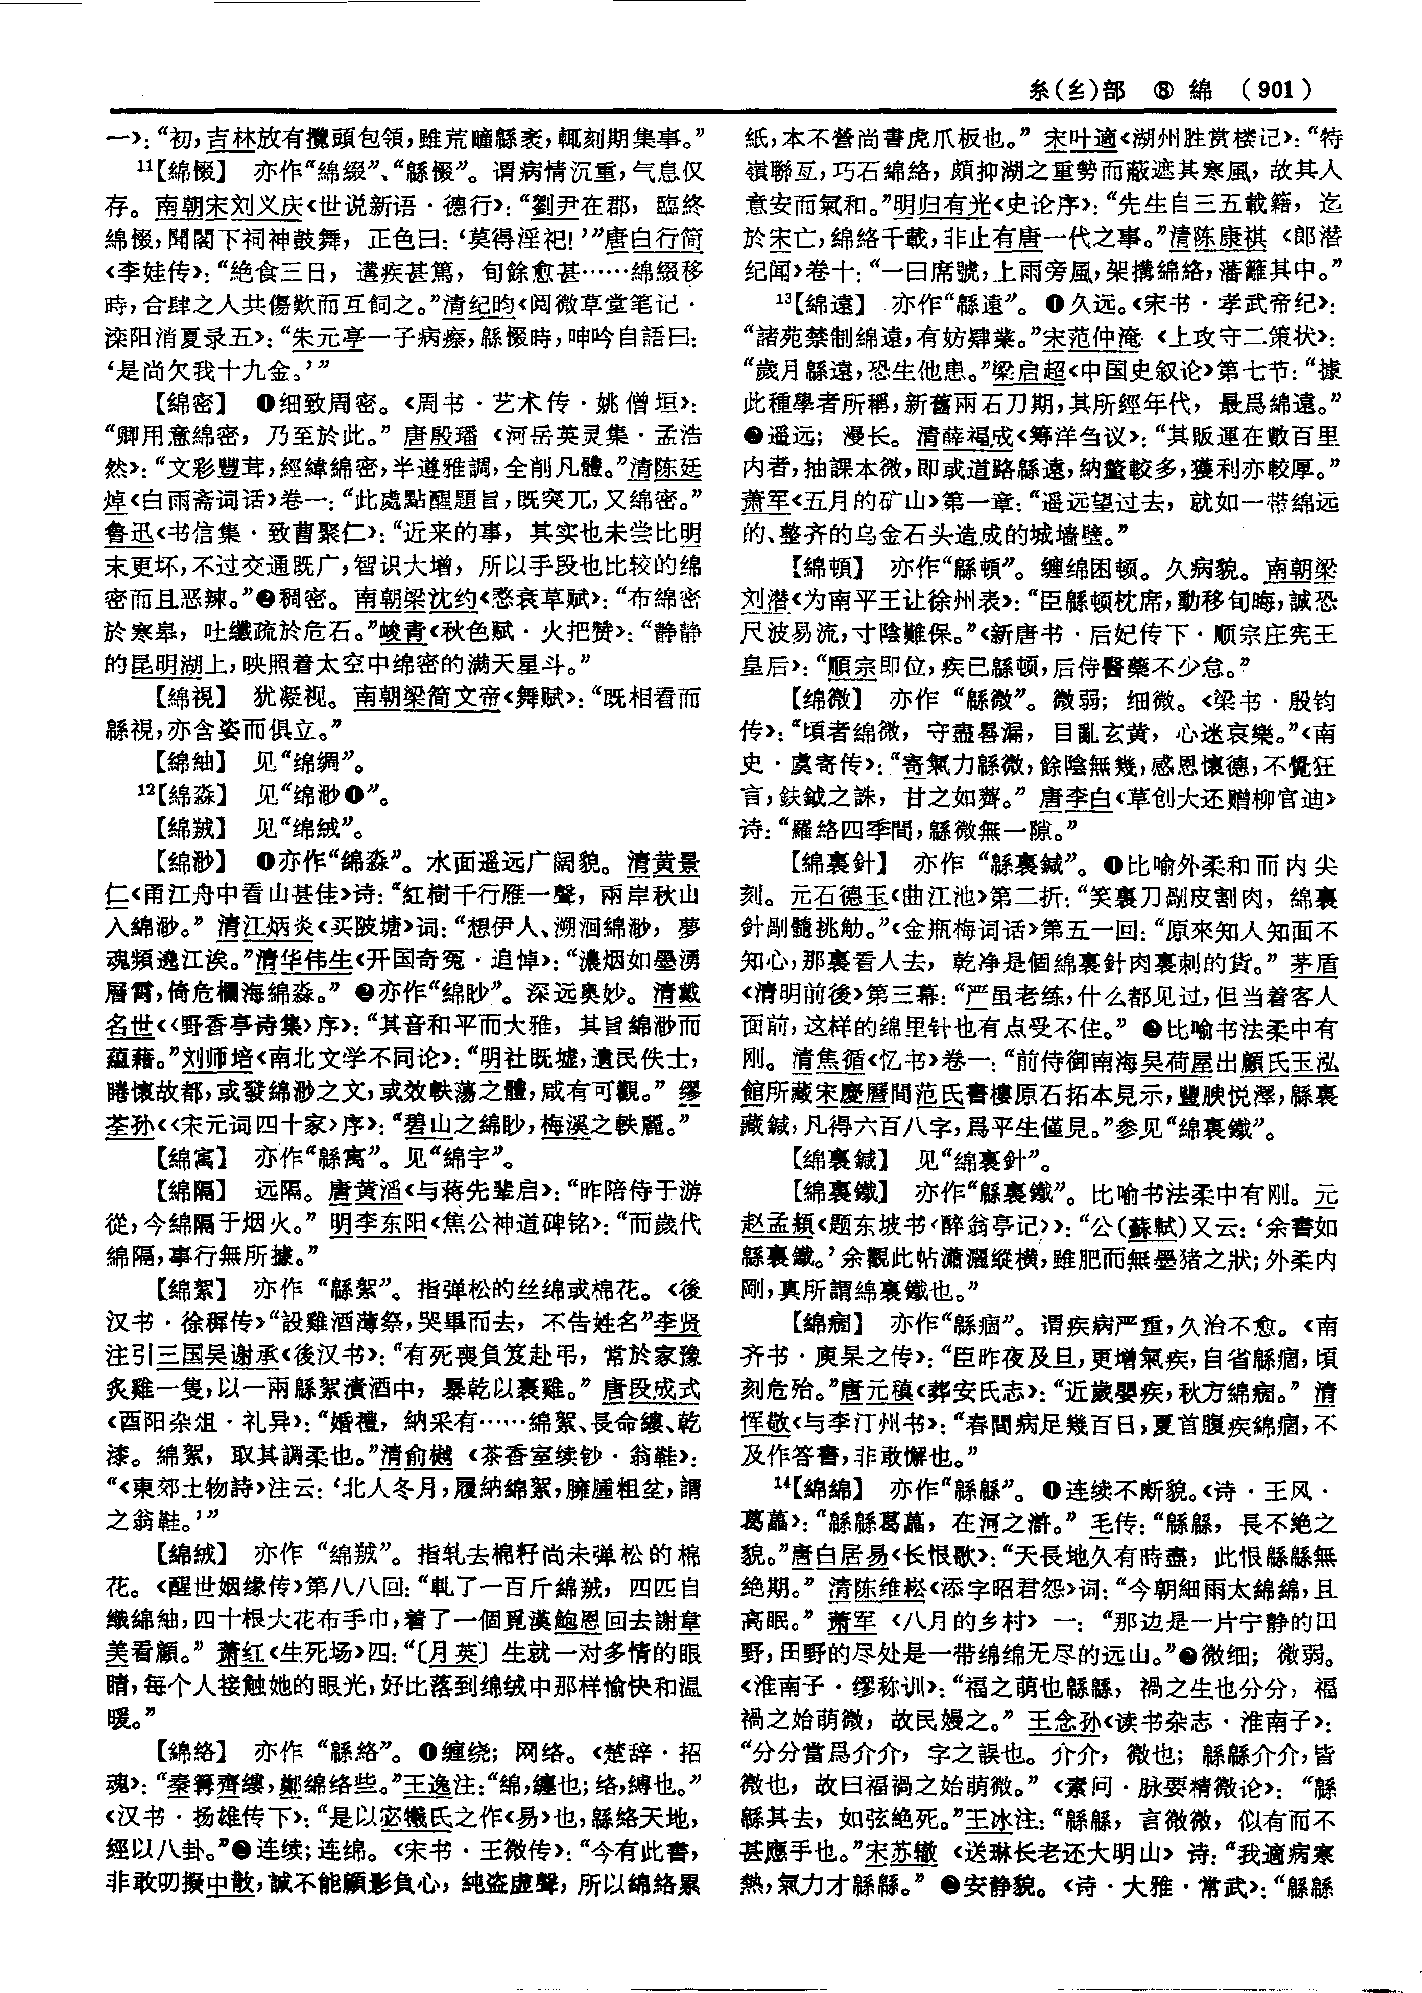 糸(纟)部 ⑧ 綿 (901)
一〉：“初，吉林放有攬頭包領，雖荒疃緜袤，輒刻期集事。”
11【綿惙】 亦作“綿綴”、“緜惙”。谓病情沉重，气息仅
存。南朝宋刘义庆〈世说新语·德行〉：“劉尹在郡，臨終
綿惙，聞閣下祠神鼓舞，正色曰：‘莫得淫祀！’”唐白行简
〈李娃传〉：“絶食三日，遘疾甚篤，旬餘愈甚……綿綴移
時，合肆之人共傷歎而互飼之。”清纪昀〈阅微草堂笔记·
滦阳消夏录五〉：“朱元亭一子病瘵，緜惙時，呻吟自語曰：
‘是尚欠我十九金。’”
【綿密】 ❶细致周密。〈周书·艺术传·姚僧垣〉：
“卿用意綿密，乃至於此。”唐殷璠〈河岳英灵集·孟浩
然〉：“文彩豐茸，經緯綿密，半遵雅調，全削凡體。”清陈廷
焯〈白雨斋词话〉卷一：“此處點醒題旨，既突兀，又绵密。”
鲁迅〈书信集·致曹聚仁〉：“近来的事，其实也未尝比明
末更坏，不过交通既广，智识大增，所以手段也比较的绵
密而且恶辣。”❷稠密。南朝梁沈约〈愍衰草赋〉：“布綿密
於寒皋，吐纖疏於危石。”峻青〈秋色赋·火把赞〉：“静静
的昆明湖上，映照着太空中绵密的满天星斗。”
【綿視】 犹凝视。南朝梁简文帝〈舞赋〉：“既相看而
緜視，亦含姿而俱立。”
【綿紬】 见“绵綢”。
12【綿淼】 见“绵渺❶”。
【綿羢】 见“绵絨”。
【綿渺】 ❶亦作“绵淼”。水面遥远广阔貌。清黄景
仁〈甬江舟中看山甚佳〉诗：“紅樹千行雁一聲，兩岸秋山
入綿渺。”清江炳炎〈买陂塘〉词：“想伊人、溯洄綿渺，夢
魂頻遶江涘。”清华伟生〈开国奇冤·追悼〉：“濃烟如墨湧
層霄，倚危欄海綿淼。”❷亦作“綿眇”。深远奥妙。清戴
名世〈〈野香亭诗集〉序〉：“其音和平而大雅，其旨綿渺而
蕴藉。”刘师培〈南北文学不同论〉：“明社既墟，遺民佚士，
睠懷故都，或發綿渺之文，或效軼蕩之體，咸有可觀。”缪
荃孙〈〈宋元词四十家〉序〉：“碧山之綿眇，梅溪之軼麗。”
【綿寓】 亦作“緜寓”。见“綿宇”。
【綿隔】 远隔。唐黄滔〈与蒋先辈启〉：“昨陪侍于游
從，今綿隔于烟火。”明李东阳〈焦公神道碑铭〉：“而歲代
綿隔，事行無所據。”
【綿絮】 亦作“緜絮”。指弹松的丝绵或棉花。〈後
汉书·徐稺传〉“設雞酒薄祭，哭畢而去，不告姓名”李贤
注引三国吴谢承〈後汉书〉：“有死喪負笈赴弔，常於家豫
炙雞一隻，以一兩緜絮漬酒中，暴乾以裹雞。”唐段成式
〈酉阳杂俎·礼异〉：“婚禮，納采有……綿絮、長命縷、乾
漆。綿絮，取其調柔也。”清俞樾〈茶香室续钞·翁鞋〉：
“〈東郊土物詩〉注云：‘北人冬月，履納綿絮，臃腫粗坌，謂
之翁鞋。’”
【綿絨】 亦作“绵羢”。指轧去棉籽尚未弹松的棉
花。〈醒世姻缘传〉第八八回：“軋了一百斤綿羢，四匹自
織綿紬，四十根大花布手巾，着了一個覓漢鮑恩回去謝韋
美看顧。”萧红〈生死场〉四：“〔月英〕生就一对多情的眼
睛，每个人接触她的眼光，好比落到绵绒中那样愉快和温
暖。”
【綿络】 亦作“緜絡”。❶缠绕；网络。〈楚辞·招
魂〉：“秦篝齊縷，鄭綿络些。”王逸注：“綿，纏也；络，縛也。”
〈汉书·扬雄传下〉：“是以宓犧氏之作〈易〉也，緜络天地，
經以八卦。”❷连续；连绵。〈宋书·王微传〉：“今有此書，
非敢叨擬中散，誠不能顧影負心，純盗虚聲，所以綿絡累
紙，本不營尚書虎爪板也。”宋叶適〈湖州胜赏楼记〉：“特
嶺聯亙，巧石綿絡，頗抑湖之重勢而蔽遮其寒風，故其人
意安而氣和。”明归有光〈史论序〉：“先生自三五載籍，迄
於宋亡，綿絡千載，非止有唐一代之事。”清陈康祺〈郎潜
纪闻〉卷十：“一曰席號，上雨旁風，架搆綿絡，藩籬其中。”
13【綿遠】 亦作“緜遠”。❶久远。〈宋书·孝武帝纪〉：
“諸苑禁制绵遠，有妨肄業。”宋范仲淹〈上攻守二策状〉：
“歲月緜遠，恐生他患。”梁启超〈中国史叙论〉第七节：“據
此種學者所稱，新舊兩石刀期，其所經年代，最爲綿遠。”
❷遥远；漫长。清薛福成〈筹洋刍议〉：“其販運在數百里
内者，抽課本微，即或道路緜遠，納釐較多，獲利亦較厚。”
萧军〈五月的矿山〉第一章：“遥远望过去，就如一带绵远
的、整齐的乌金石头造成的城墙壁。”
【綿頓】 亦作“緜頓”。缠绵困顿。久病貌。南朝梁
刘潜〈为南平王让徐州表〉：“臣緜顿枕席，動移旬晦，誠恐
尺波易流，寸陰難保。”〈新唐书·后妃传下·顺宗庄宪王
皇后〉：“順宗即位，疾已緜顿，后侍醫藥不少怠。”
【绵微】 亦作“緜微”。微弱；细微。〈梁书·殷钧
传〉：“頃者綿微，守盡晷漏，目亂玄黄，心迷哀樂。”〈南
史·虞寄传〉：“寄氣力緜微，餘陰無幾，感恩懷德，不覺狂
言，鈇鉞之誅，甘之如薺。”唐李白〈草创大还赠柳官迪〉
诗：“羅絡四季間，緜微無一隙。”
【綿裏針】 亦作“緜裏鍼”。❶比喻外柔和而内尖
刻。元石德玉〈曲江池〉第二折：“笑裏刀剮皮割肉，绵裏
針剔髓挑觔。”〈金瓶梅词话〉第五一回：“原來知人知面不
知心，那裏看人去，乾净是個綿裏針肉裏刺的貨。”茅盾
〈清明前後〉第三幕：“严虽老练，什么都见过，但当着客人
面前，这样的绵里针也有点受不住。”❷比喻书法柔中有
刚。清焦循〈忆书〉卷一：“前侍御南海吴荷屋出顧氏玉泓
館所藏宋慶曆間范氏書樓原石拓本見示，豐腴悦澤，緜裏
藏鍼，凡得六百八字，爲平生僅見。”参见“綿裏鐵”。
【綿裏鍼】 见“绵裏針”。
【綿裏鐵】 亦作“緜裏鐵”。比喻书法柔中有刚。元
赵孟頫〈题东坡书〈醉翁亭记〉〉：“公（蘇軾）又云：‘余書如
緜裏鐵。’余觀此帖瀟灑縱横，雖肥而無墨猪之狀；外柔内
剛，真所謂綿裏鐵也。”
【綿痼】 亦作“緜痼”。谓疾病严重，久治不愈。〈南
齐书·庾杲之传〉：“臣昨夜及旦，更增氣疾，自省緜痼，頃
刻危殆。”唐元稹〈葬安氏志〉：“近歲嬰疾，秋方綿痼。”清
恽敬〈与李汀州书〉：“春間病足幾百日，夏首腹疾綿痼，不
及作答書，非敢懈也。”
14【綿綿】 亦作“緜緜”。❶连续不断貌。〈诗·王风·
葛藟〉：“緜緜葛藟，在河之滸。”毛传：“緜緜，長不絶之
貌。”唐白居易〈长恨歌〉：“天長地久有時盡，此恨緜緜無
絶期。”清陈维崧〈添字昭君怨〉词：“今朝細雨太綿綿，且
高眠。”萧军〈八月的乡村〉一：“那边是一片宁静的田
野，田野的尽处是一带绵绵无尽的远山。”❷微细；微弱。
〈淮南子·缪称训〉：“福之萌也緜緜，禍之生也分分，福
禍之始萌微，故民嫚之。”王念孙〈读书杂志·淮南子〉：
“分分當爲介介，字之誤也。介介，微也；緜緜介介，皆
微也，故曰福禍之始萌微。”〈素问·脉要精微论〉：“緜
緜其去，如弦絶死。”王冰注：“緜緜，言微微，似有而不
甚應手也。”宋苏辙〈送琳长老还大明山〉诗：“我適病寒
熱，氣力才緜緜。”❸安静貌。〈诗·大雅·常武〉：“緜緜